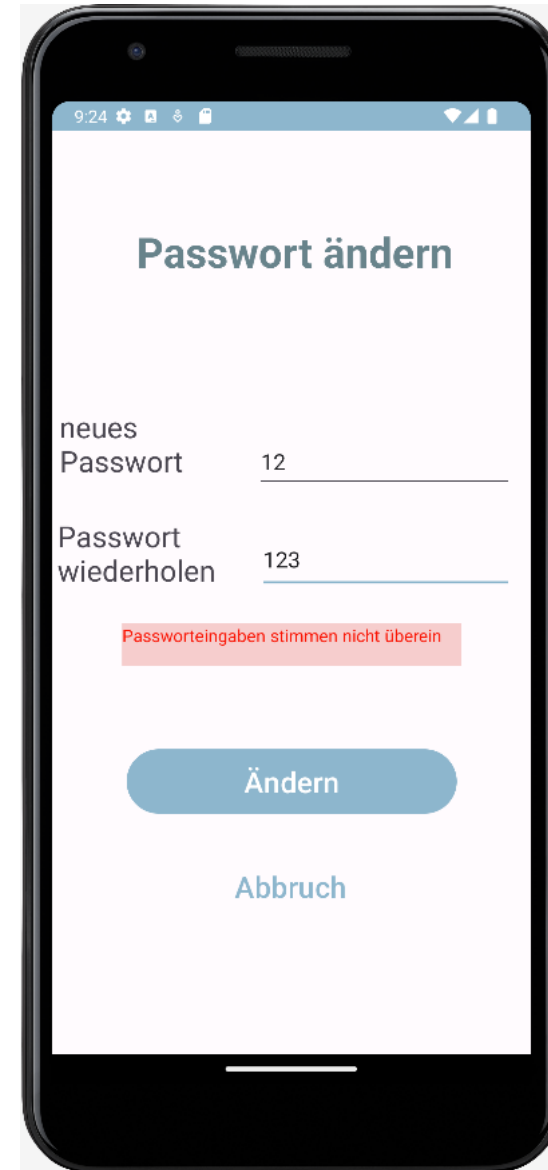 9:24
Passwort ändern
neues
Passwort
12
Passwort
wiederholen
123
Passworteingaben stimmen nicht überein
Ändern
Abbruch